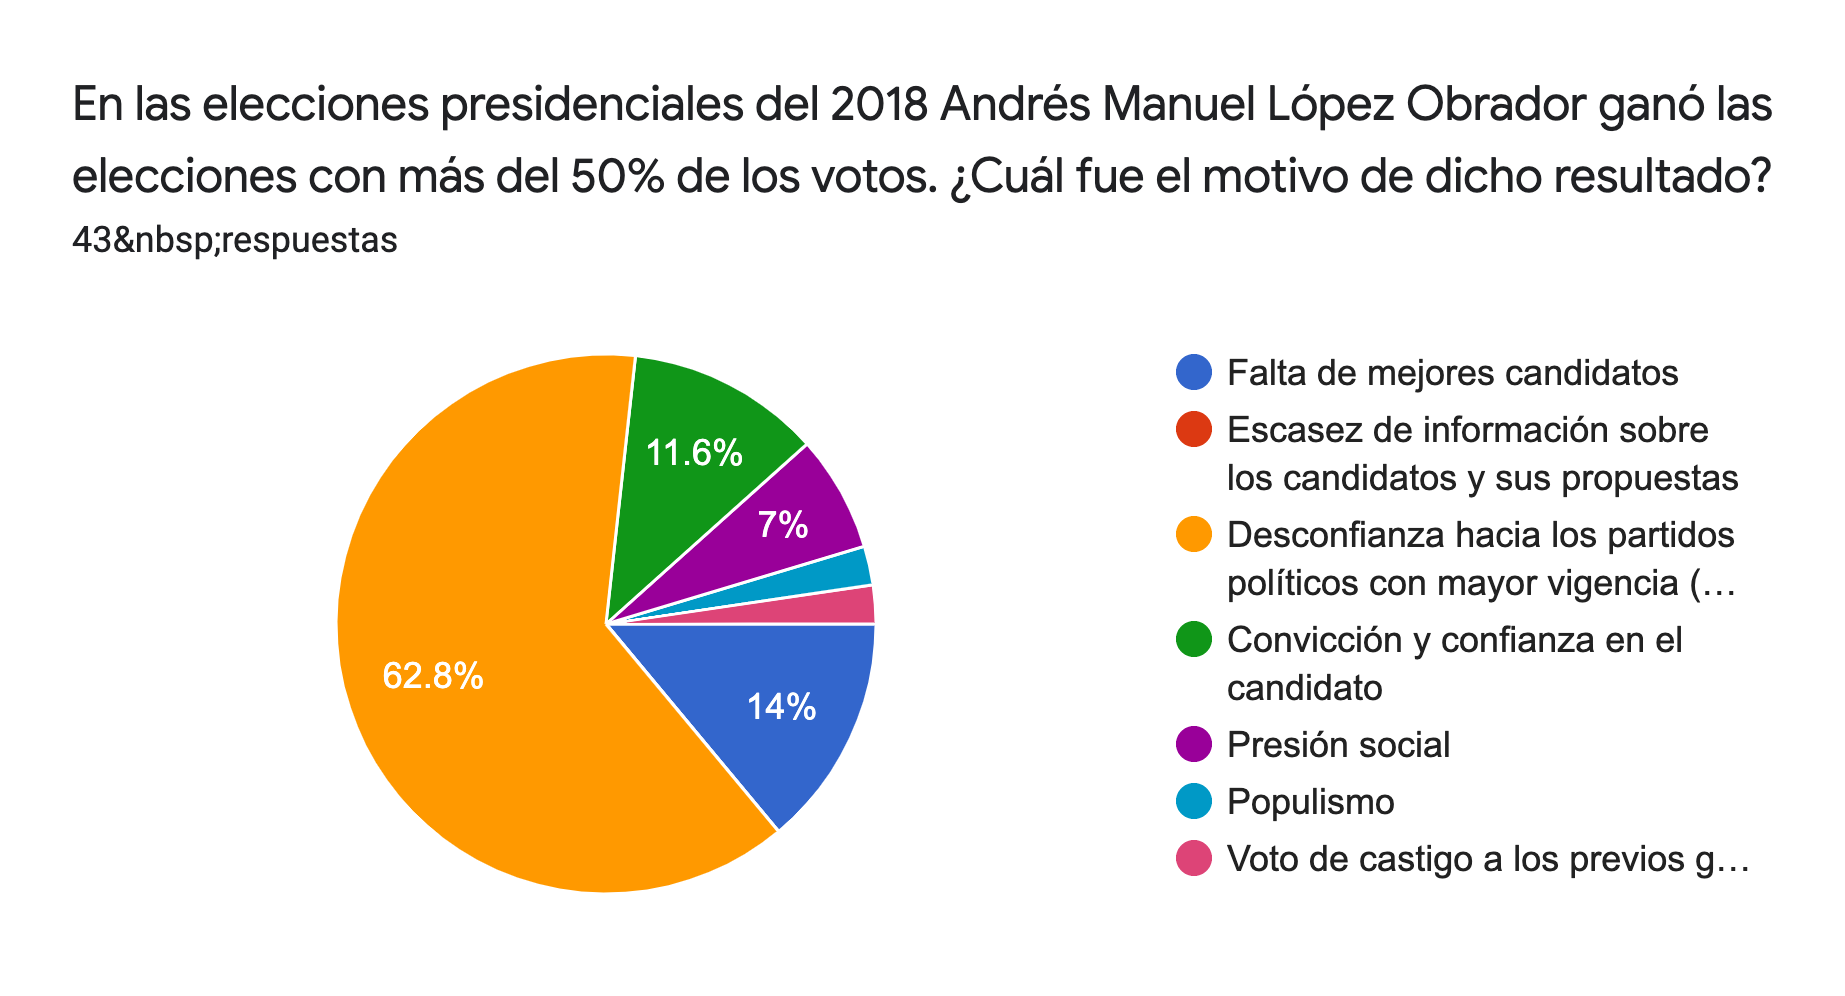 En las elecciones presidenciales del 2018 Andrés Manuel López Obrador ganó las
elecciones con más del 50% de los votos. ¿Cuál fue el motivo de dicho resultado?
43&nbsp;respuestas
11.6%
7%
62.8%
14%
Falta de mejores candidatos
Escasez de información sobre
los candidatos y sus propuestas
Desconfianza hacia los partidos
políticos con mayor vigencia (…
Convicción y confianza en el
candidato
Presión social
Populismo
Voto de castigo a los previos g…